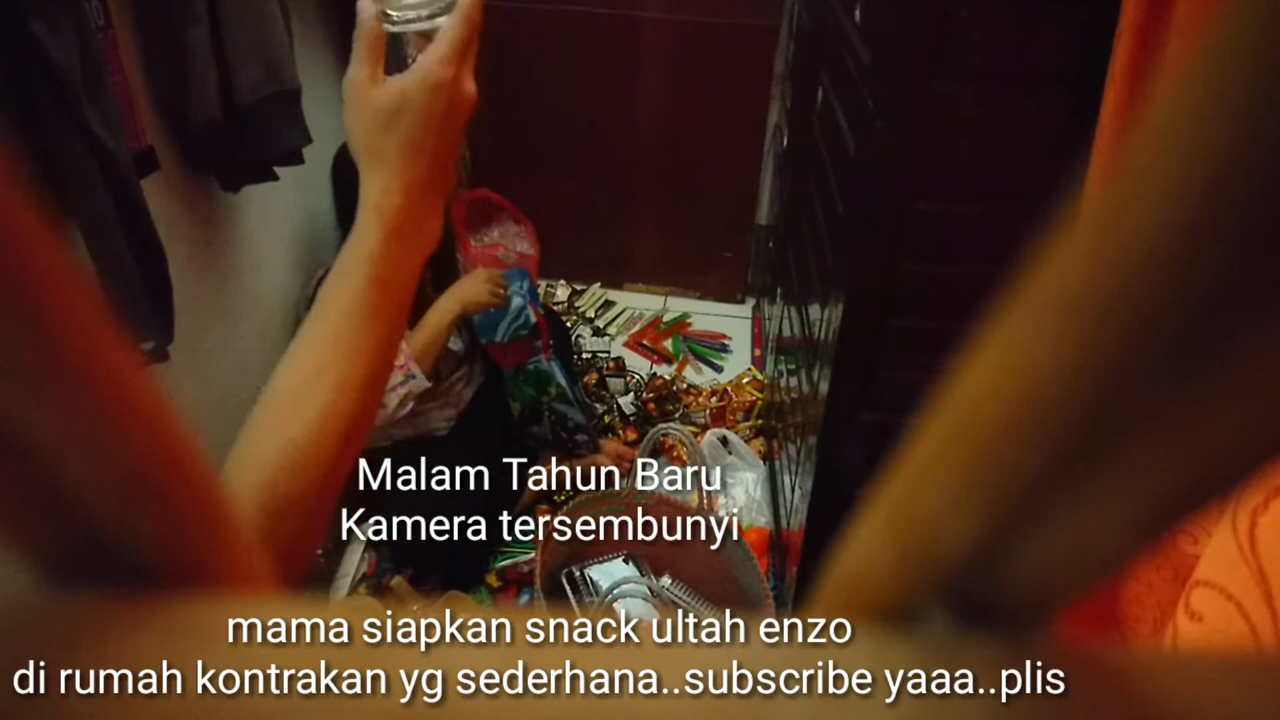 Malam Tahun Baru
Kamera tersembunyi
mama siapkan snack ultah enzo
di rumah kontrakan yg sederhana..subscribe yaaa..plis